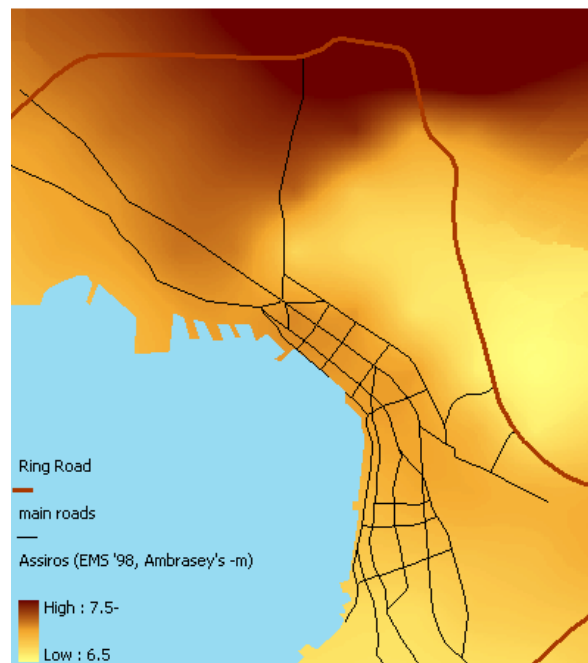 Ring Road
main roads
Assiros (EMS '98, Ambrasey's -m)
High : 7.5-
Low : 6.5